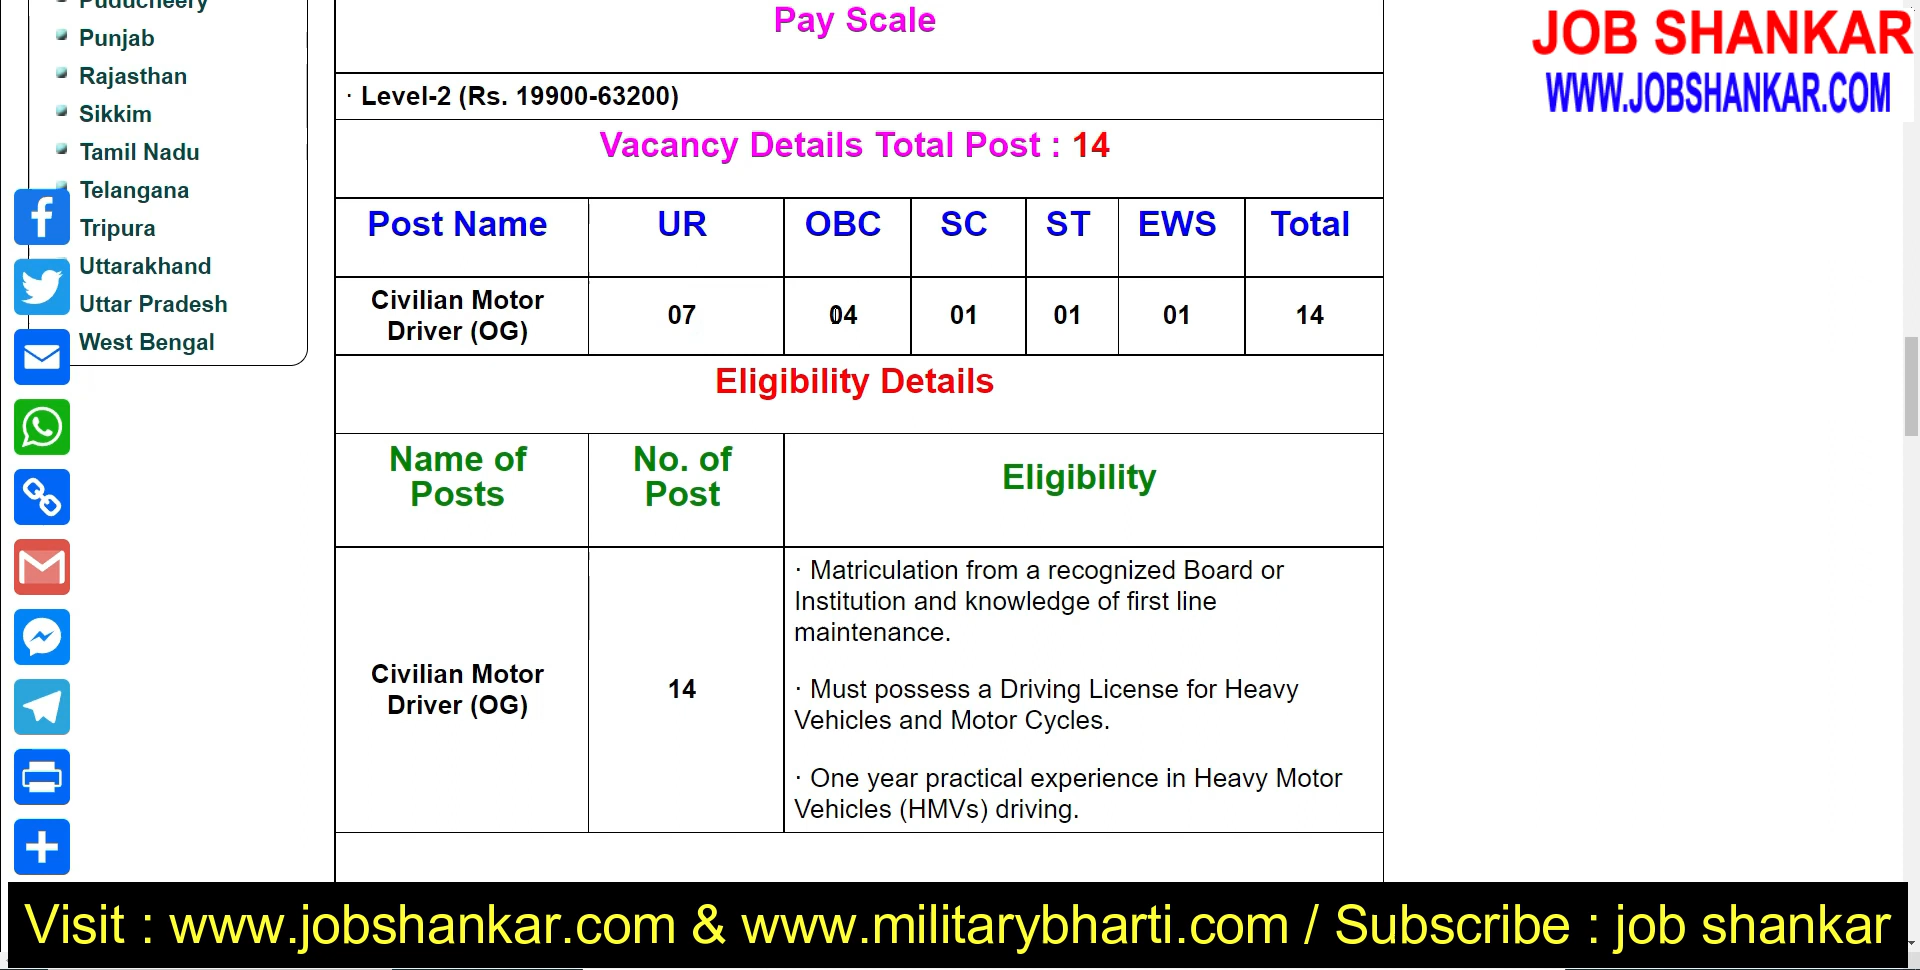 Puducheery
Punjab
Rajasthan
Sikkim
Tamil Nadu
Telangana
Tripura
Uttarakhand
Uttar Pradesh
West Bengal
Pay Scale
· Level-2 (Rs. 19900-63200)
Vacancy Details Total Post : 14
Post Name UR OBC SC ST EWS Total
Civilian Motor
Driver (OG)
07 04 01 01 01 14
Eligibility Details
Name of
Posts
No. of
Post
Eligibility
Civilian Motor
Driver (OG)
14
· Matriculation from a recognized Board or
Institution and knowledge of first line
maintenance.
· Must possess a Driving License for Heavy
Vehicles and Motor Cycles.
· One year practical experience in Heavy Motor
Vehicles (HMVs) driving.
JOB SHANKAR
WWW.JOBSHANKAR.COM
Visit : www.jobshankar.com & www.militarybharti.com / Subscribe : job shankar